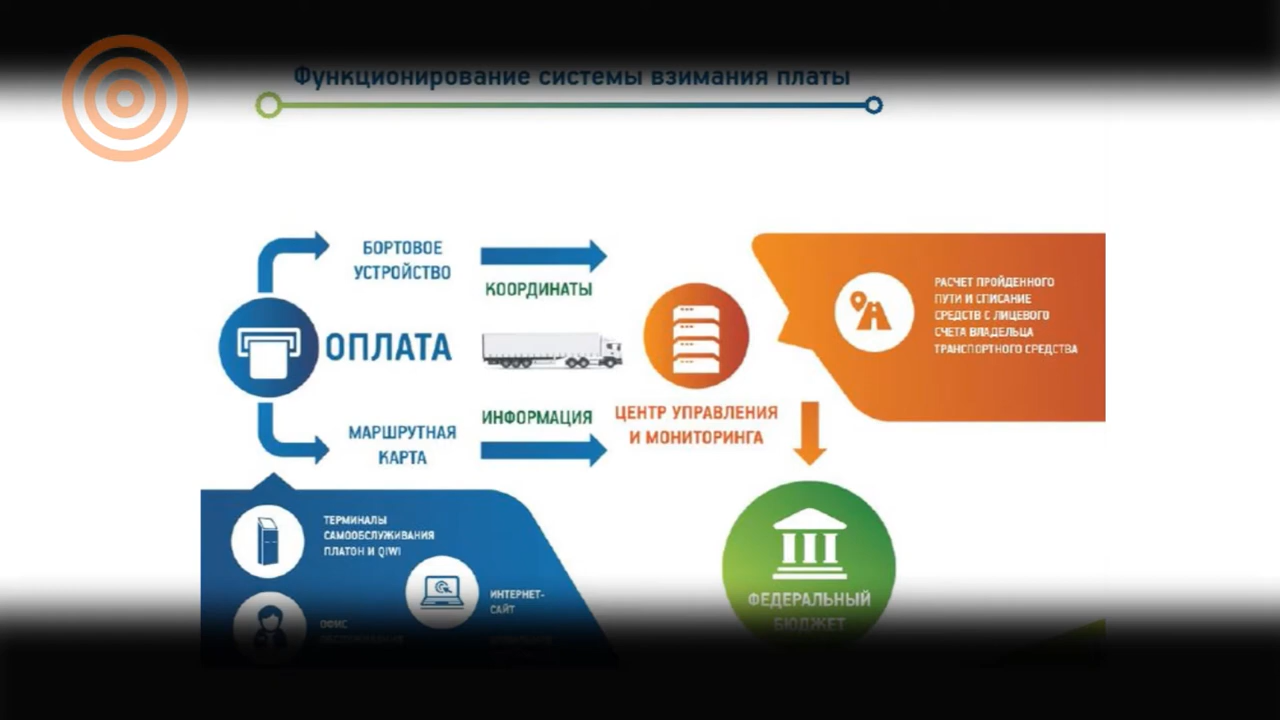 Функционирование системы взимания платы
БОРТОВОЕ
УСТРОЙСТВО
КООРДИНАТЫ
ОПЛАТА
ИНФОРМАЦИЯ
МАРШРУТНАЯ
КАРТА
ЦЕНТР УПРАВЛЕНИЯ
И МОНИТОРИНГА
РАСЧЕТ ПРОЙДЕННОГО
ПУТИ И СПИСАНИЕ
СРЕДСТВ С ЛИЦЕВОГО
СЧЕТА ВЛАДЕЛЬЦА
ТРАНСПОРТНОГО СРЕДСТВА
ТЕРМИНАЛЫ
САМООБСЛУЖИВАНИЯ
ПЛАТОН И QIWI
ИНТЕРНЕТ-
САЙТ
ОФИС
ФЕДЕРАЛЬНЫЙ
БЮДЖЕТ